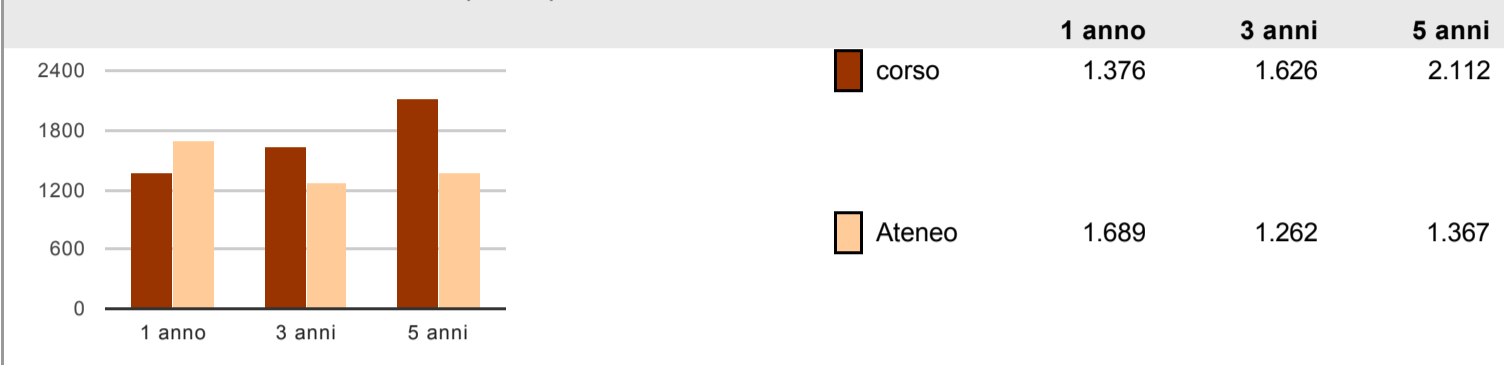 1 anno 3 anni 5 anni
2400
corso 1.376 1.626 2.112
1800
1200
Ateneo 1.689 1.262 1.367
600
0
1 anno 3 anni 5 anni